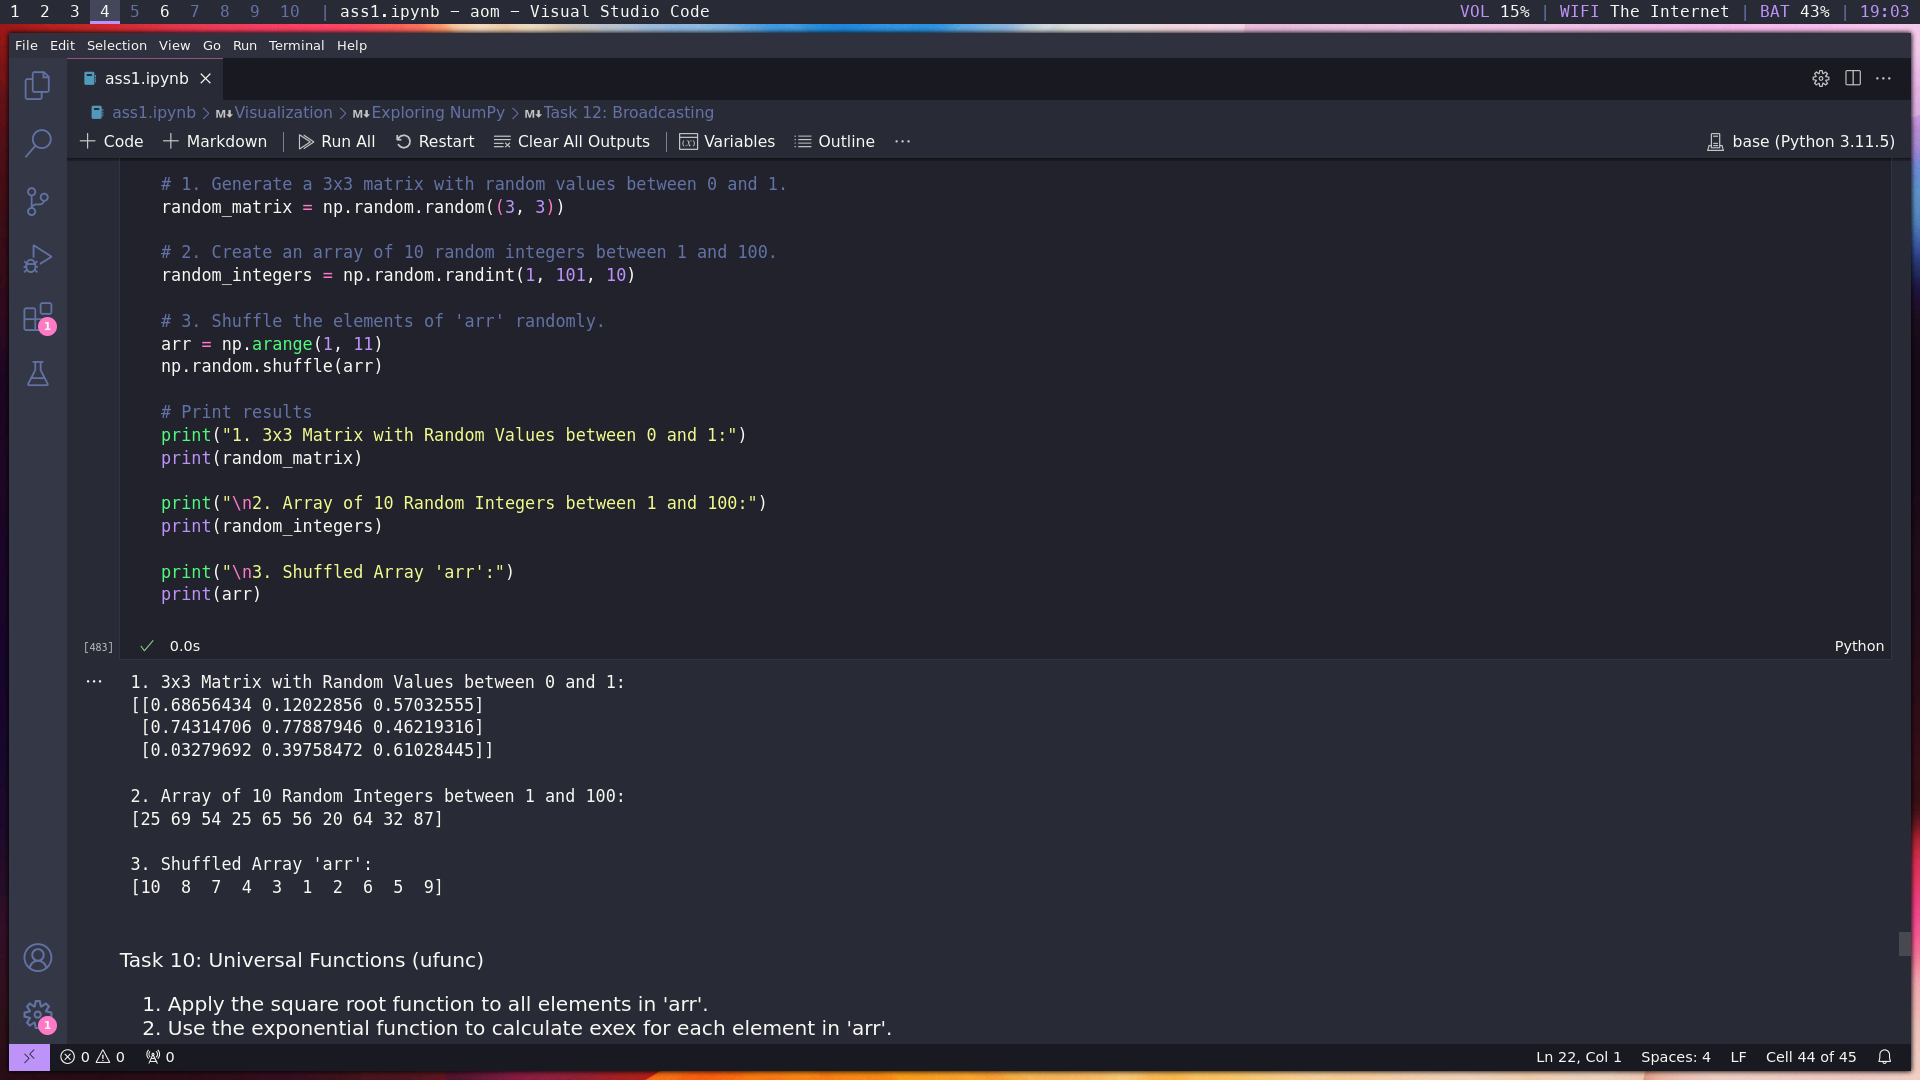 1 2 3 4 5 6 7 8 9 10 | ass1.ipynb — aom — Visual Studio Code VOL 15% | WIFI The Internet | BAT 43% | 19:03
File Edit Selection View Go Run Terminal Help
ass1.ipynb
ass1.ipynb > M↓Visualization > M↓Exploring NumPy > M↓Task 12: Broadcasting
+ Code + Markdown | Run All Restart Clear All Outputs | Variables Outline ··· base (Python 3.11.5)
# 1. Generate a 3x3 matrix with random values between 0 and 1.
random_matrix = np.random.random((3, 3))
# 2. Create an array of 10 random integers between 1 and 100.
random_integers = np.random.randint(1, 101, 10)
# 3. Shuffle the elements of 'arr' randomly.
arr = np.arange(1, 11)
np.random.shuffle(arr)
# Print results
print("1. 3x3 Matrix with Random Values between 0 and 1:")
print(random_matrix)
print("\n2. Array of 10 Random Integers between 1 and 100:")
print(random_integers)
print("\n3. Shuffled Array 'arr':")
print(arr)
[483] ✓ 0.0s Python
··· 1. 3x3 Matrix with Random Values between 0 and 1:
[[0.68656434 0.12022856 0.57032555]
[0.74314706 0.77887946 0.46219316]
[0.03279692 0.39758472 0.61028445]]
2. Array of 10 Random Integers between 1 and 100:
[25 69 54 25 65 56 20 64 32 87]
3. Shuffled Array 'arr':
[10  8  7  4  3  1  2  6  5  9]
Task 10: Universal Functions (ufunc)
1. Apply the square root function to all elements in 'arr'.
2. Use the exponential function to calculate exex for each element in 'arr'.
1
1
0 0 0 Ln 22, Col 1 Spaces: 4 LF Cell 44 of 45